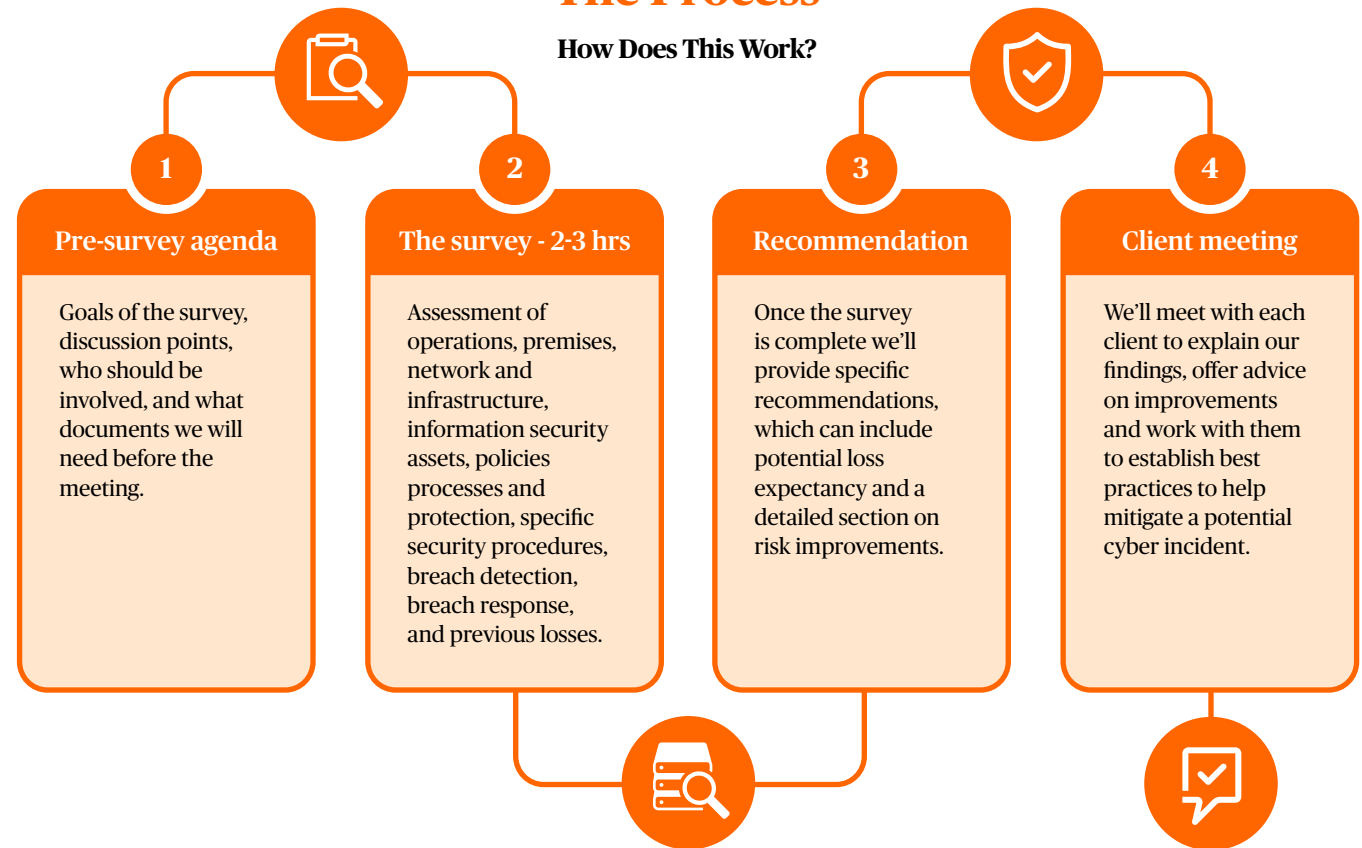 The Process
How Does This Work?
1
Pre-survey agenda
Goals of the survey,
discussion points,
who should be
involved, and what
documents we will
need before the
meeting.
2
The survey - 2-3 hrs
Assessment of
operations, premises,
network and
infrastructure,
information security
assets, policies
processes and
protection, specific
security procedures,
breach detection,
breach response,
and previous losses.
3
Recommendation
Once the survey
is complete we’ll
provide specific
recommendations,
which can include
potential loss
expectancy and a
detailed section on
risk improvements.
4
Client meeting
We’ll meet with each
client to explain our
findings, offer advice
on improvements
and work with them
to establish best
practices to help
mitigate a potential
cyber incident.